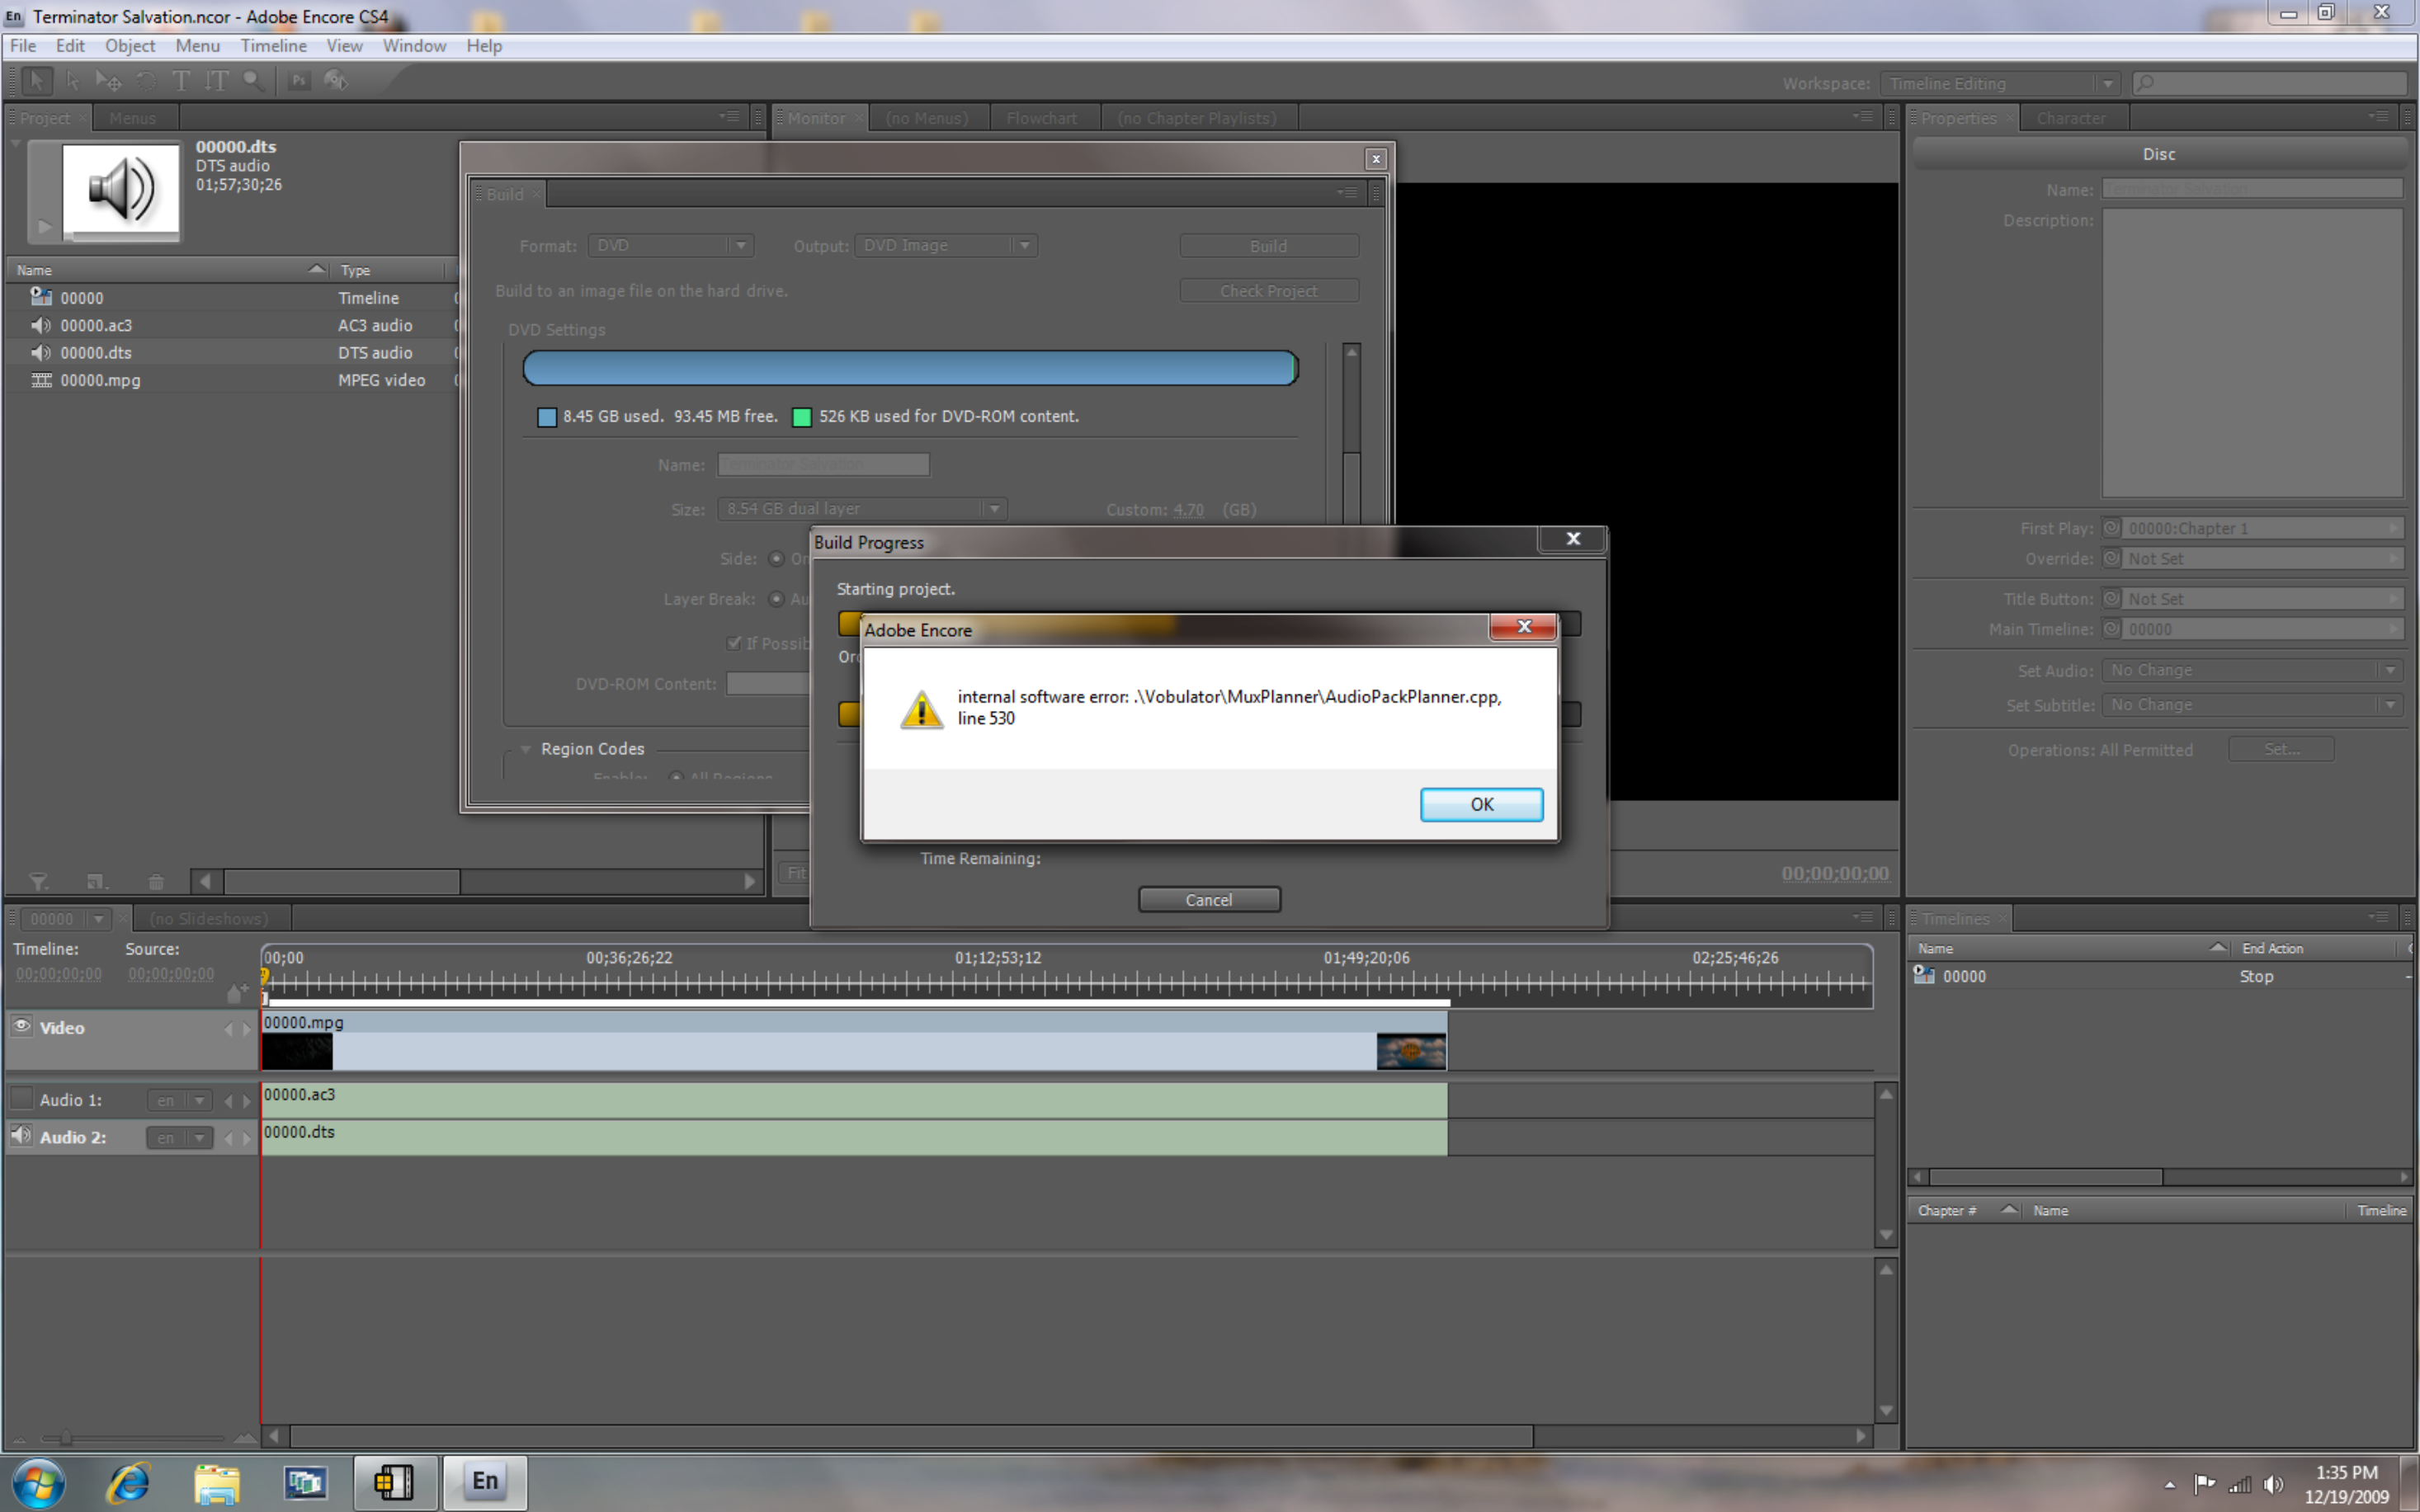 En Terminator Salvation.ncor - Adobe Encore CS4
File Edit Object Menu Timeline View Window Help
Ps
Workspace: Timeline Editing
Project Menus
Monitor (no Menus) Flowchart (no Chapter Playlists)
Properties Character
00000.dts
DTS audio
01;57;30;26
Name Type
00000 Timeline
00000.ac3 AC3 audio
00000.dts DTS audio
00000.mpg MPEG video
Build
Format: DVD Output: DVD Image Build
Build to an image file on the hard drive. Check Project
DVD Settings
8.45 GB used. 93.45 MB free. 526 KB used for DVD-ROM content.
Name: Terminator Salvation
Size: 8.54 GB dual layer Custom: 4.70 (GB)
Side:
Layer Break:
DVD-ROM Content:
Region Codes
All Regions
Build Progress
Starting project.
Adobe Encore
internal software error: .\Vobulator\MuxPlanner\AudioPackPlanner.cpp,
line 530
OK
Time Remaining:
Cancel
Fit
00;00;00;00
Disc
Name: Terminator Salvation
Description:
First Play: 00000:Chapter 1
Override: Not Set
Title Button: Not Set
Main Timeline: 00000
Set Audio: No Change
Set Subtitle: No Change
Operations: All Permitted Set...
00000 (no Slideshows)
Timeline: Source:
00;00;00;00 00;00;00;00
00;00 00;36;26;22 01;12;53;12 01;49;20;06 02;25;46;26
Video 00000.mpg
Audio 1: en 00000.ac3
Audio 2: en 00000.dts
Timelines
Name End Action
00000 Stop
Chapter # Name Timeline
En
1:35 PM
12/19/2009